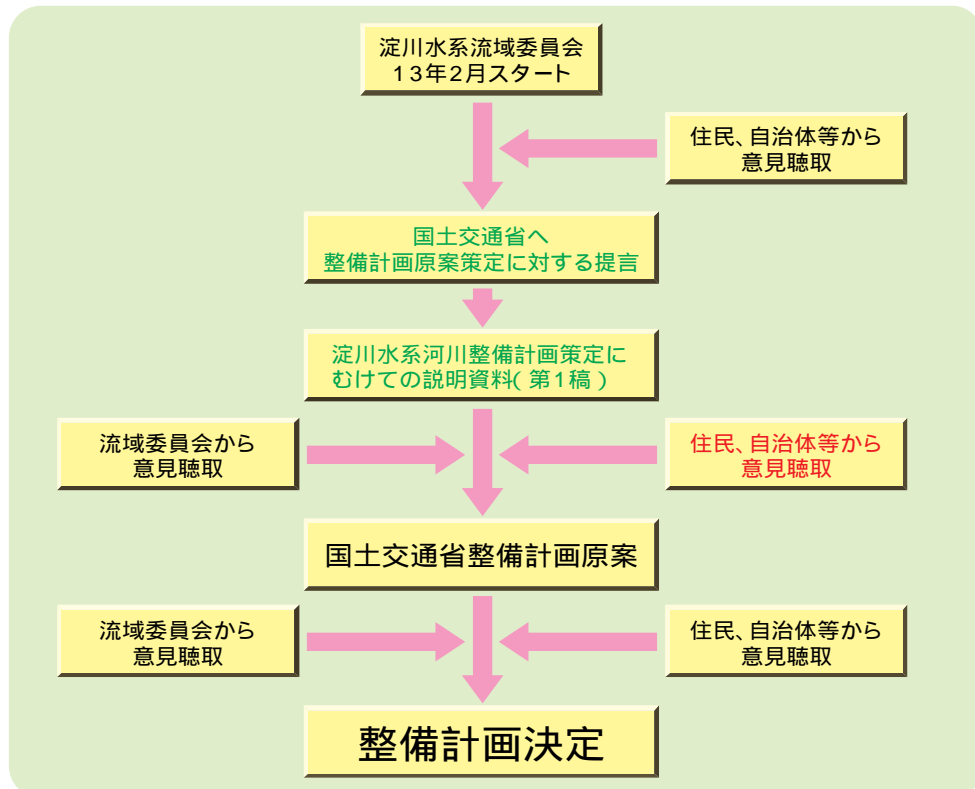 淀川水系流域委員会
13年2月スタート
住民、自治体等から
意見聴取
国土交通省へ
整備計画原案策定に対する提言
淀川水系河川整備計画策定に
むけての説明資料(第1稿)
流域委員会から
意見聴取
住民、自治体等から
意見聴取
国土交通省整備計画原案
流域委員会から
意見聴取
住民、自治体等から
意見聴取
整備計画決定